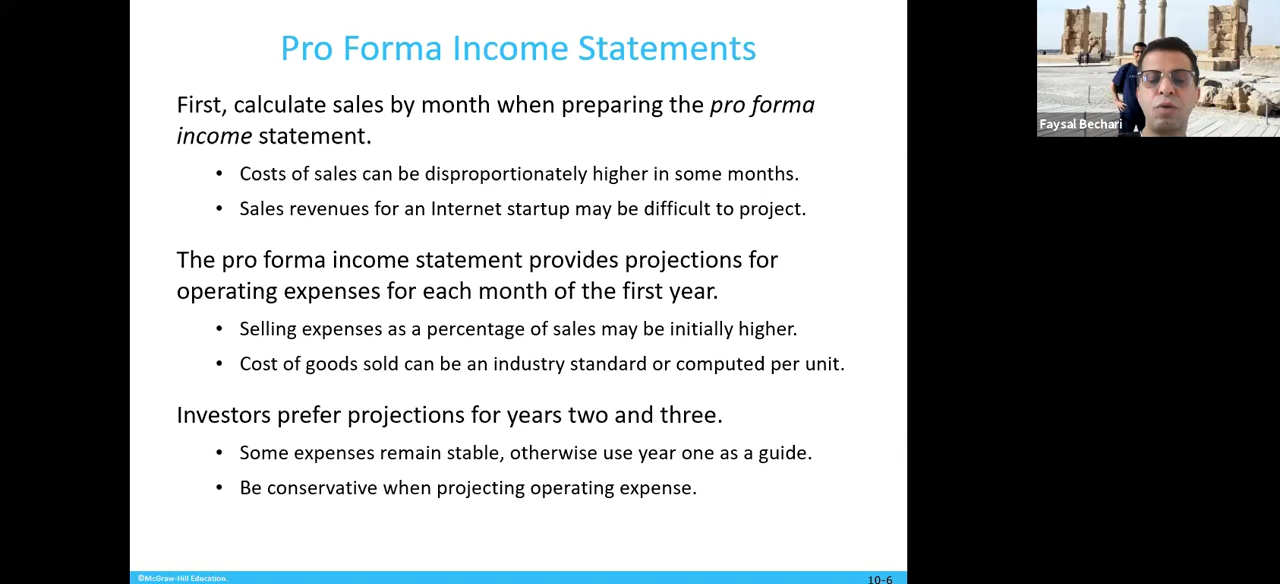 Pro Forma Income Statements
First, calculate sales by month when preparing the pro forma
income statement.
• Costs of sales can be disproportionately higher in some months.
• Sales revenues for an Internet startup may be difficult to project.
The pro forma income statement provides projections for
operating expenses for each month of the first year.
• Selling expenses as a percentage of sales may be initially higher.
• Cost of goods sold can be an industry standard or computed per unit.
Investors prefer projections for years two and three.
• Some expenses remain stable, otherwise use year one as a guide.
• Be conservative when projecting operating expense.
©McGraw-Hill Education.
10-6
Faysal Bechari